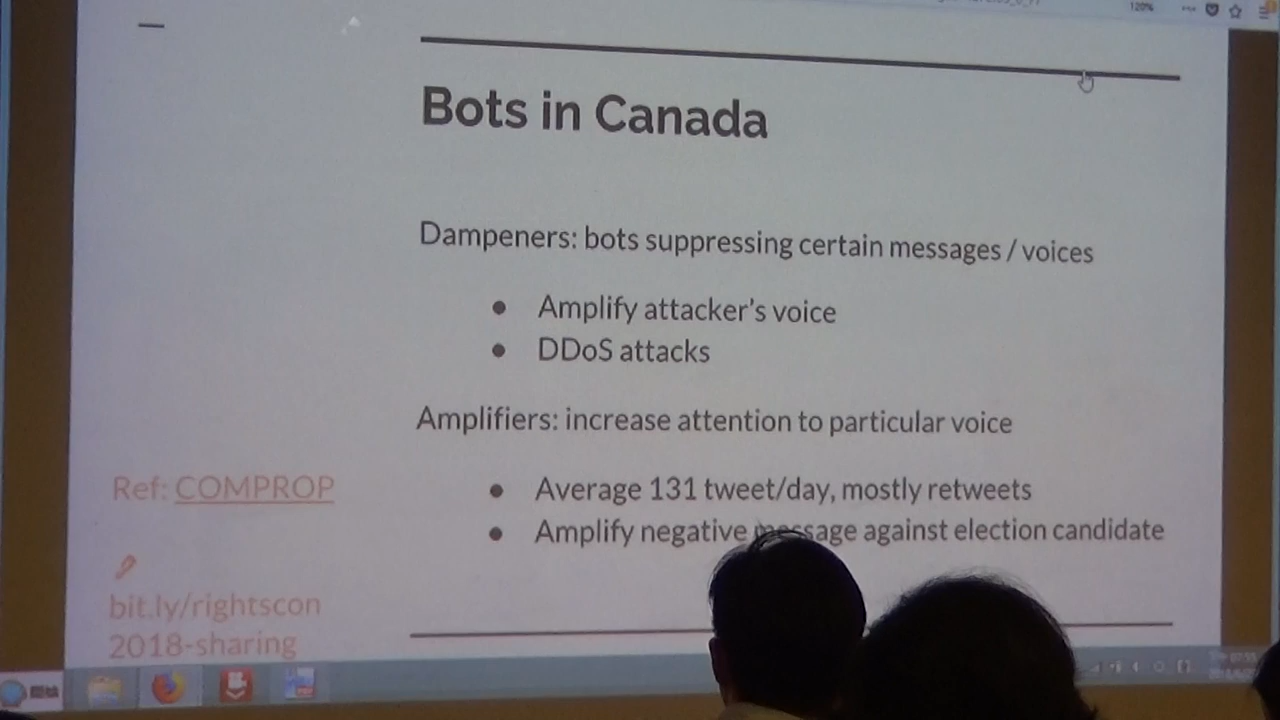 120%
Bots in Canada
Dampeners: bots suppressing certain messages / voices
● Amplify attacker's voice
● DDoS attacks
Amplifiers: increase attention to particular voice
● Average 131 tweet/day, mostly retweets
● Amplify negative message against election candidate
Ref: COMPROP
bit.ly/rightscon
2018-sharing